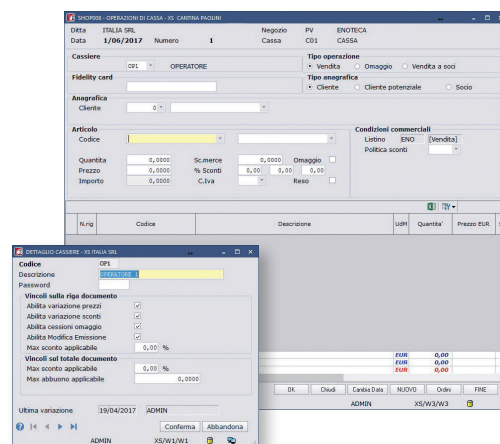 SHOP006 - OPERAZIONI DI CASSA - XS CANTINA PAOLINI
Ditta ITALIA SRL Negozio PV ENOTECA
Data 1/06/2017 Numero 1 Cassa C01 CASSA
Cassiere Tipo operazione
OP1 OPERATORE Vendita Omaggio Vendita a soci
Fidelity card Tipo anagrafica
Cliente Cliente potenziale Socio
Anagrafica
Cliente 0
Articolo Condizioni commerciali
Codice Listino ENO [Vendita]
Politica sconti
Quantita 0,0000 Sc.merce 0,0000 Omaggio
Prezzo 0,0000 % Sconti 0,00 0,00 0,00
Importo 0,0000 C.Iva Reso
N.rig Codice Descrizione UdM Quantita' Prezzo EUR
EUR 0,00
EUR 0,00
EUR 0,00
OK Chiudi Cambia Data NUOVO Ordini FINE
ADMIN XS/W3/W3
DETTAGLIO CASSIERE - XS ITALIA SRL
Codice OP1
Descrizione OPERATORE 1
Password
Vincoli sulla riga documento
Abilita variazione prezzi
Abilita variazione sconti
Abilita cessioni omaggio
Abilita Modifica Emissione
Max sconto applicabile 0,00 %
Vincoli sul totale documento
Max sconto applicabile 0,00 %
Max abbuono applicabile 0,0000
Ultima variazione 19/04/2017 ADMIN
Conferma Abbandona
ADMIN XS/W1/W1